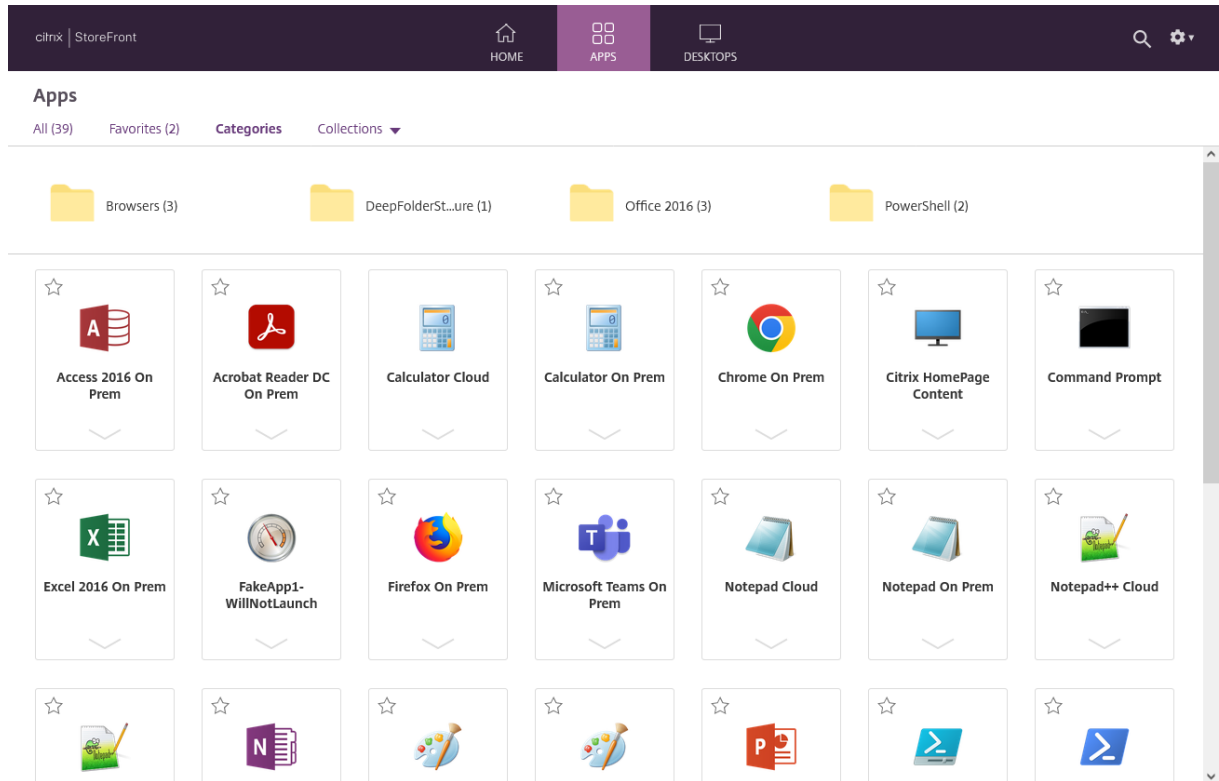 citrix | StoreFront
HOME
APPS
DESKTOPS
Apps
All (39) Favorites (2) Categories Collections
Browsers (3) DeepFolderSt...ure (1) Office 2016 (3) PowerShell (2)
Access 2016 On
Prem
Acrobat Reader DC
On Prem
Calculator Cloud
Calculator On Prem
Chrome On Prem
Citrix HomePage
Content
Command Prompt
Excel 2016 On Prem
FakeApp1-
WillNotLaunch
Firefox On Prem
Microsoft Teams On
Prem
Notepad Cloud
Notepad On Prem
Notepad++ Cloud